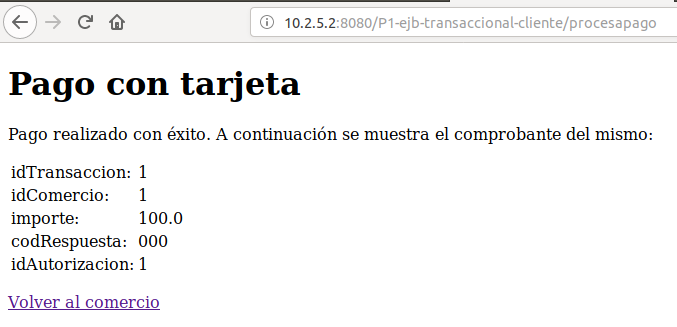 10.2.5.2:8080/P1-ejb-transaccional-cliente/procesapago
Pago con tarjeta
Pago realizado con éxito. A continuación se muestra el comprobante del mismo:
idTransaccion: 1
idComercio: 1
importe: 100.0
codRespuesta: 000
idAutorizacion: 1
Volver al comercio